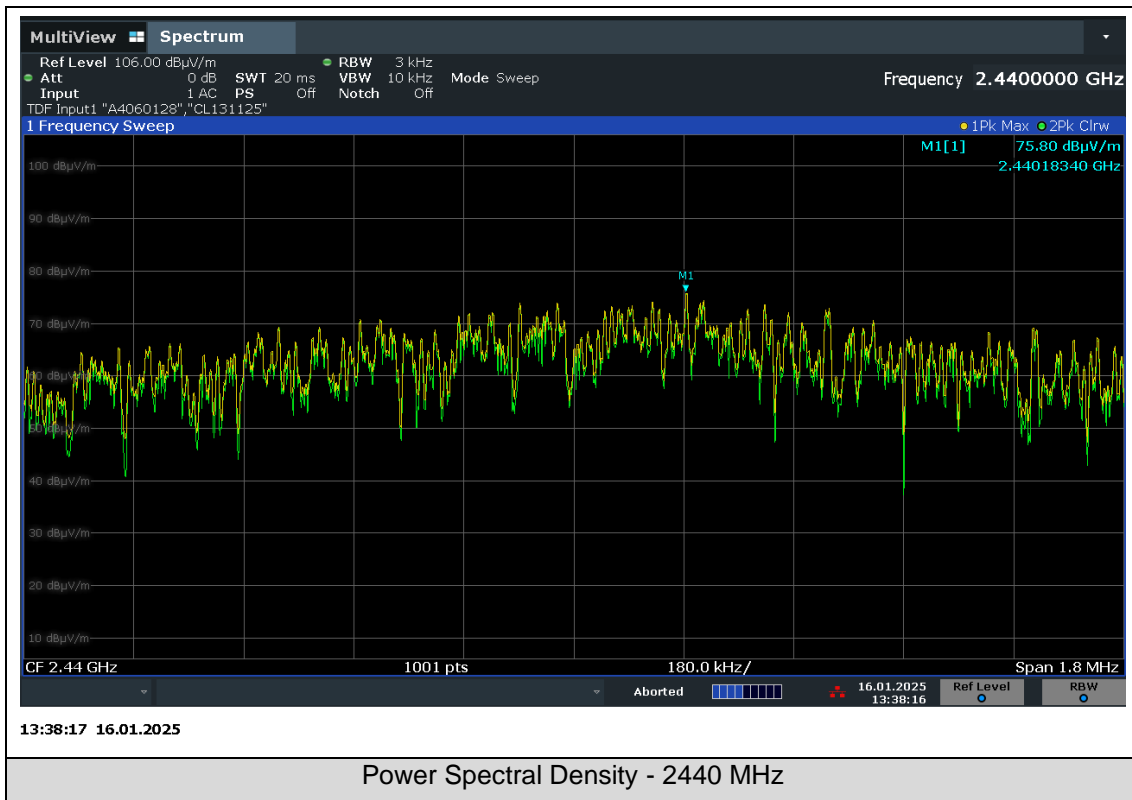 MultiView Spectrum
Ref Level 106.00 dBµV/m RBW 3 kHz
Att 0 dB SWT 20 ms VBW 10 kHz Mode Sweep Frequency 2.4400000 GHz
Input 1 AC PS Off Notch Off
TDF Input1 "A4060128","CL131125"
1 Frequency Sweep 1Pk Max 2Pk Clrw
M1[1] 75.80 dBµV/m
2.44018340 GHz
100 dBµV/m
90 dBµV/m
80 dBµV/m
M1
70 dBµV/m
60 dBµV/m
50 dBµV/m
40 dBµV/m
30 dBµV/m
20 dBµV/m
10 dBµV/m
CF 2.44 GHz 1001 pts 180.0 kHz/ Span 1.8 MHz
Aborted 16.01.2025 Ref Level RBW
13:38:16
13:38:17 16.01.2025
Power Spectral Density - 2440 MHz